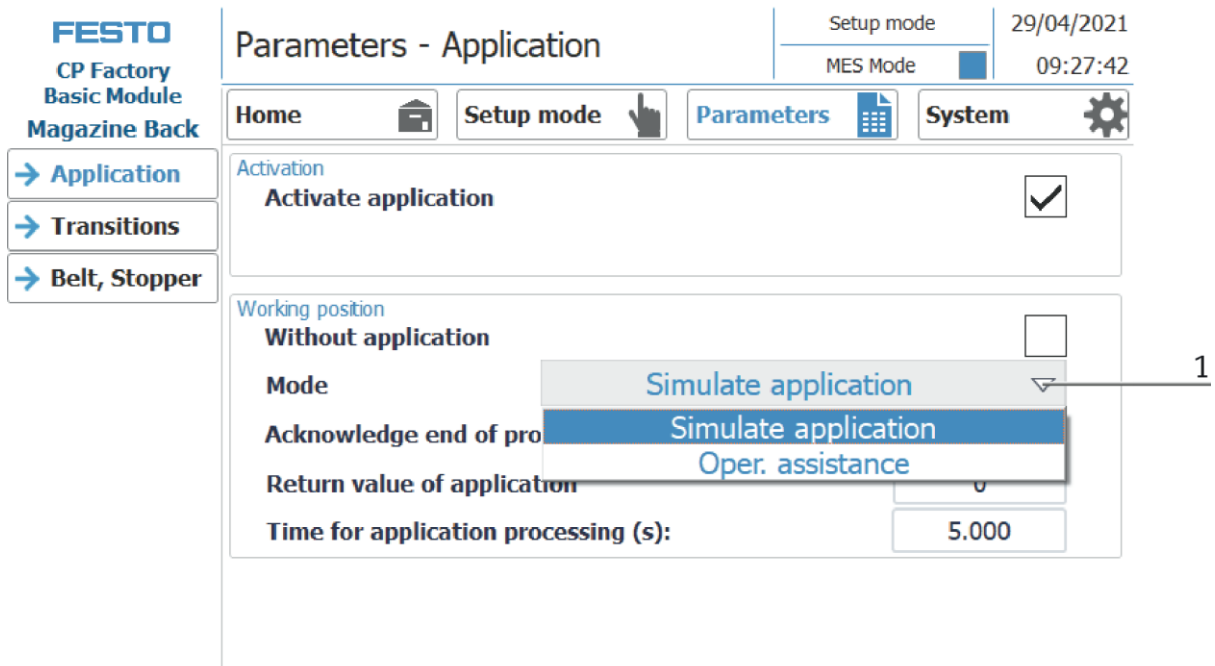 FESTO
CP Factory
Basic Module
Magazine Back
Parameters - Application
Setup mode
MES Mode
29/04/2021
09:27:42
Home
Setup mode
Parameters
System
Application
Transitions
Belt, Stopper
Activation
Activate application
Working position
Without application
Mode
Simulate application
1
Simulate application
Oper. assistance
Acknowledge end of pro
Return value of application
0
Time for application processing (s):
5.000